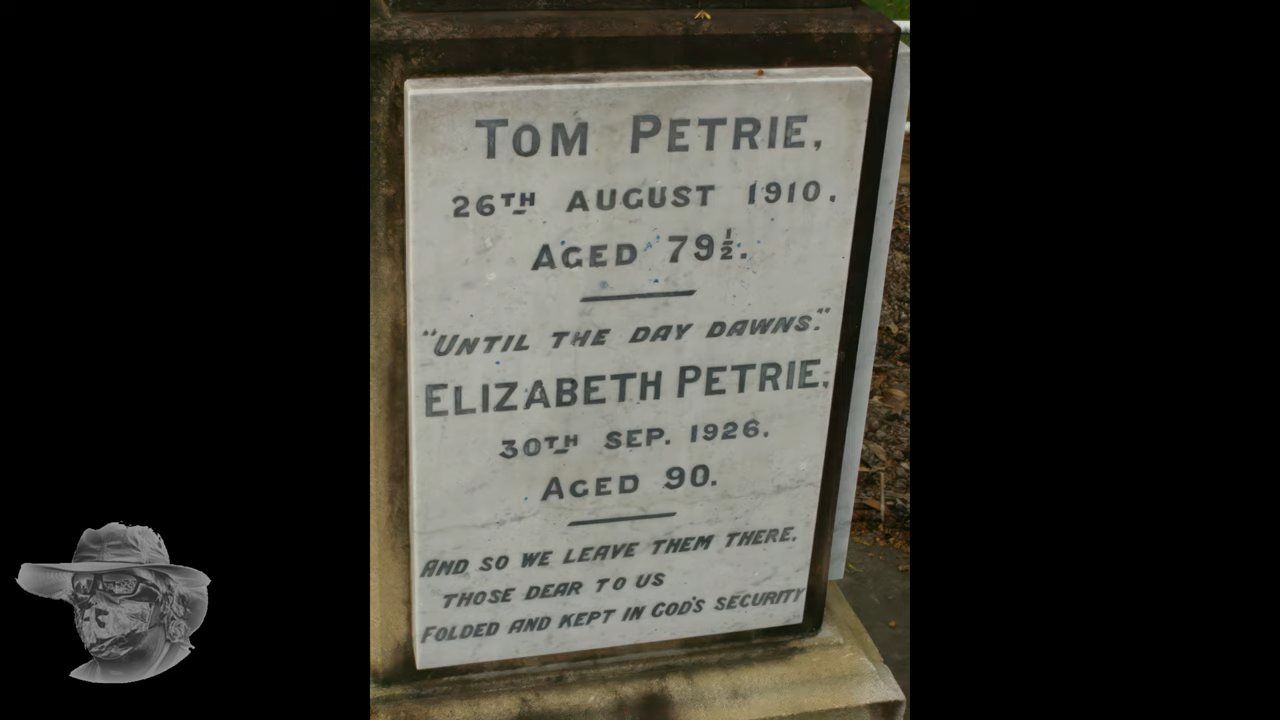 TOM PETRIE,
26TH AUGUST 1910.
AGED 79½.
"UNTIL THE DAY DAWNS."
ELIZABETH PETRIE,
30TH SEP. 1926.
AGED 90.
AND SO WE LEAVE THEM THERE,
THOSE DEAR TO US
FOLDED AND KEPT IN GOD'S SECURITY